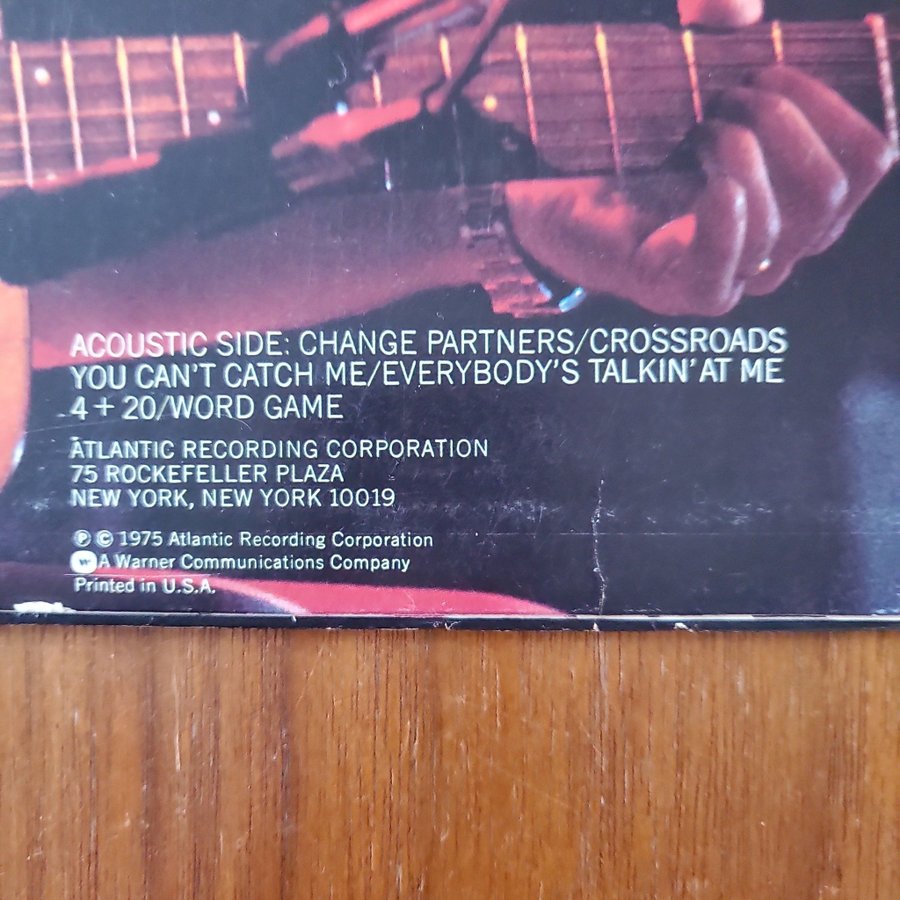 ACOUSTIC SIDE: CHANGE PARTNERS/CROSSROADS
YOU CAN'T CATCH ME/EVERYBODY'S TALKIN' AT ME
4 + 20/WORD GAME
ATLANTIC RECORDING CORPORATION
75 ROCKEFELLER PLAZA
NEW YORK, NEW YORK 10019
℗ © 1975 Atlantic Recording Corporation
W A Warner Communications Company
Printed in U.S.A.